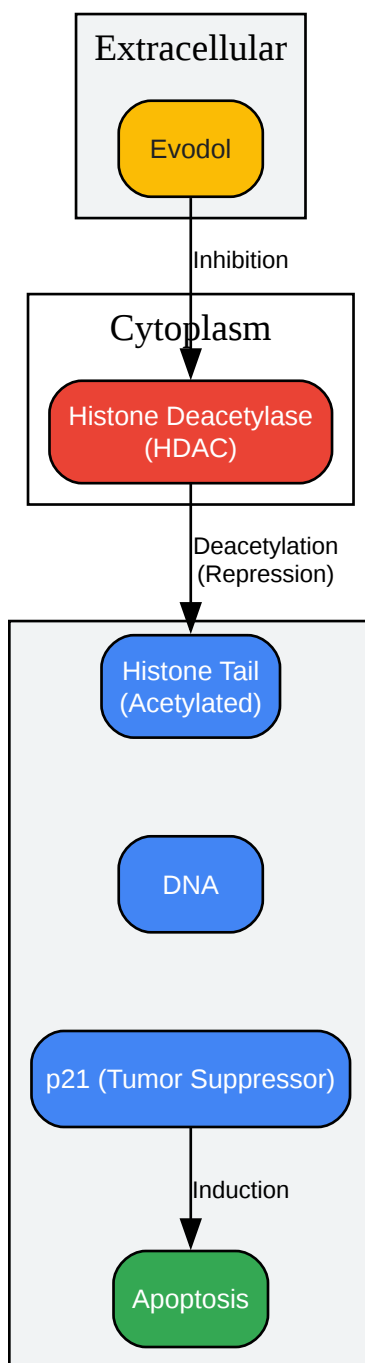 Extracellular
Evodol
Inhibition
Cytoplasm
Histone Deacetylase
(HDAC)
Deacetylation
(Repression)
Histone Tail
(Acetylated)
DNA
p21 (Tumor Suppressor)
Induction
Apoptosis